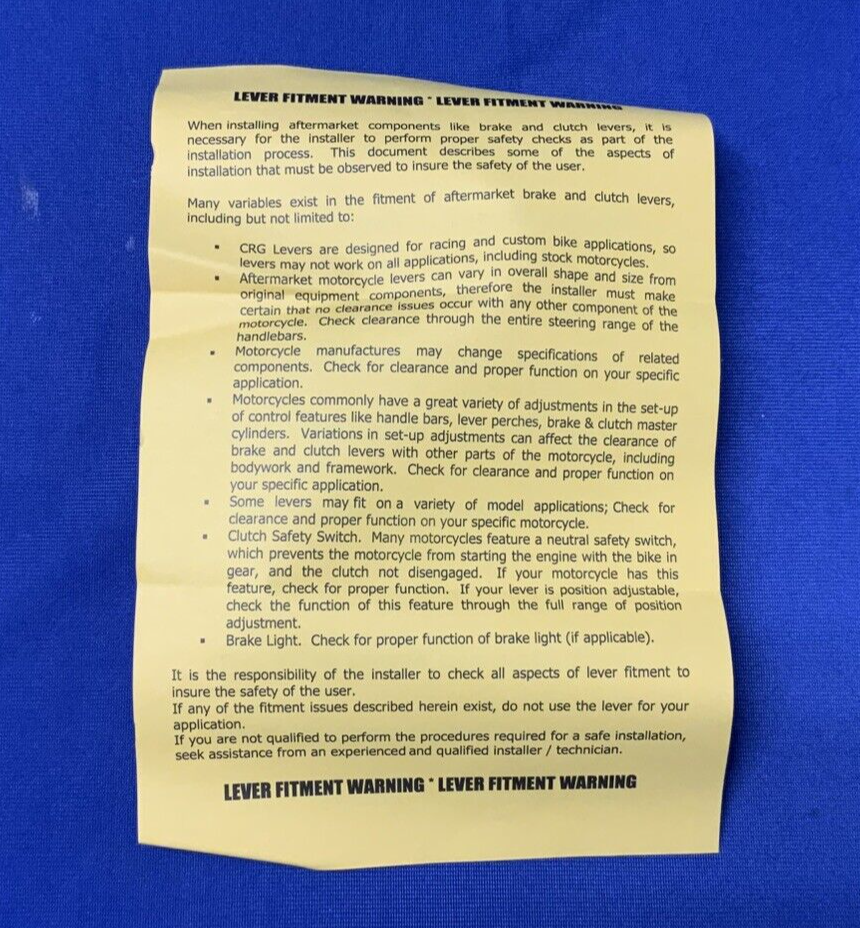 LEVER FITMENT WARNING * LEVER FITMENT WARNING
When installing aftermarket components like brake and clutch levers, it is
necessary for the installer to perform proper safety checks as part of the
installation process. This document describes some of the aspects of
installation that must be observed to insure the safety of the user.
Many variables exist in the fitment of aftermarket brake and clutch levers,
including but not limited to:
▪ CRG Levers are designed for racing and custom bike applications, so
levers may not work on all applications, including stock motorcycles.
▪ Aftermarket motorcycle levers can vary in overall shape and size from
original equipment components, therefore the installer must make
certain that no clearance issues occur with any other component of the
motorcycle. Check clearance through the entire steering range of the
handlebars.
▪ Motorcycle manufactures may change specifications of related
components. Check for clearance and proper function on your specific
application.
▪ Motorcycles commonly have a great variety of adjustments in the set-up
of control features like handle bars, lever perches, brake & clutch master
cylinders. Variations in set-up adjustments can affect the clearance of
brake and clutch levers with other parts of the motorcycle, including
bodywork and framework. Check for clearance and proper function on
your specific application.
▪ Some levers may fit on a variety of model applications; Check for
clearance and proper function on your specific motorcycle.
▪ Clutch Safety Switch. Many motorcycles feature a neutral safety switch,
which prevents the motorcycle from starting the engine with the bike in
gear, and the clutch not disengaged. If your motorcycle has this
feature, check for proper function. If your lever is position adjustable,
check the function of this feature through the full range of position
adjustment.
▪ Brake Light. Check for proper function of brake light (if applicable).
It is the responsibility of the installer to check all aspects of lever fitment to
insure the safety of the user.
If any of the fitment issues described herein exist, do not use the lever for your
application.
If you are not qualified to perform the procedures required for a safe installation,
seek assistance from an experienced and qualified installer / technician.
LEVER FITMENT WARNING * LEVER FITMENT WARNING